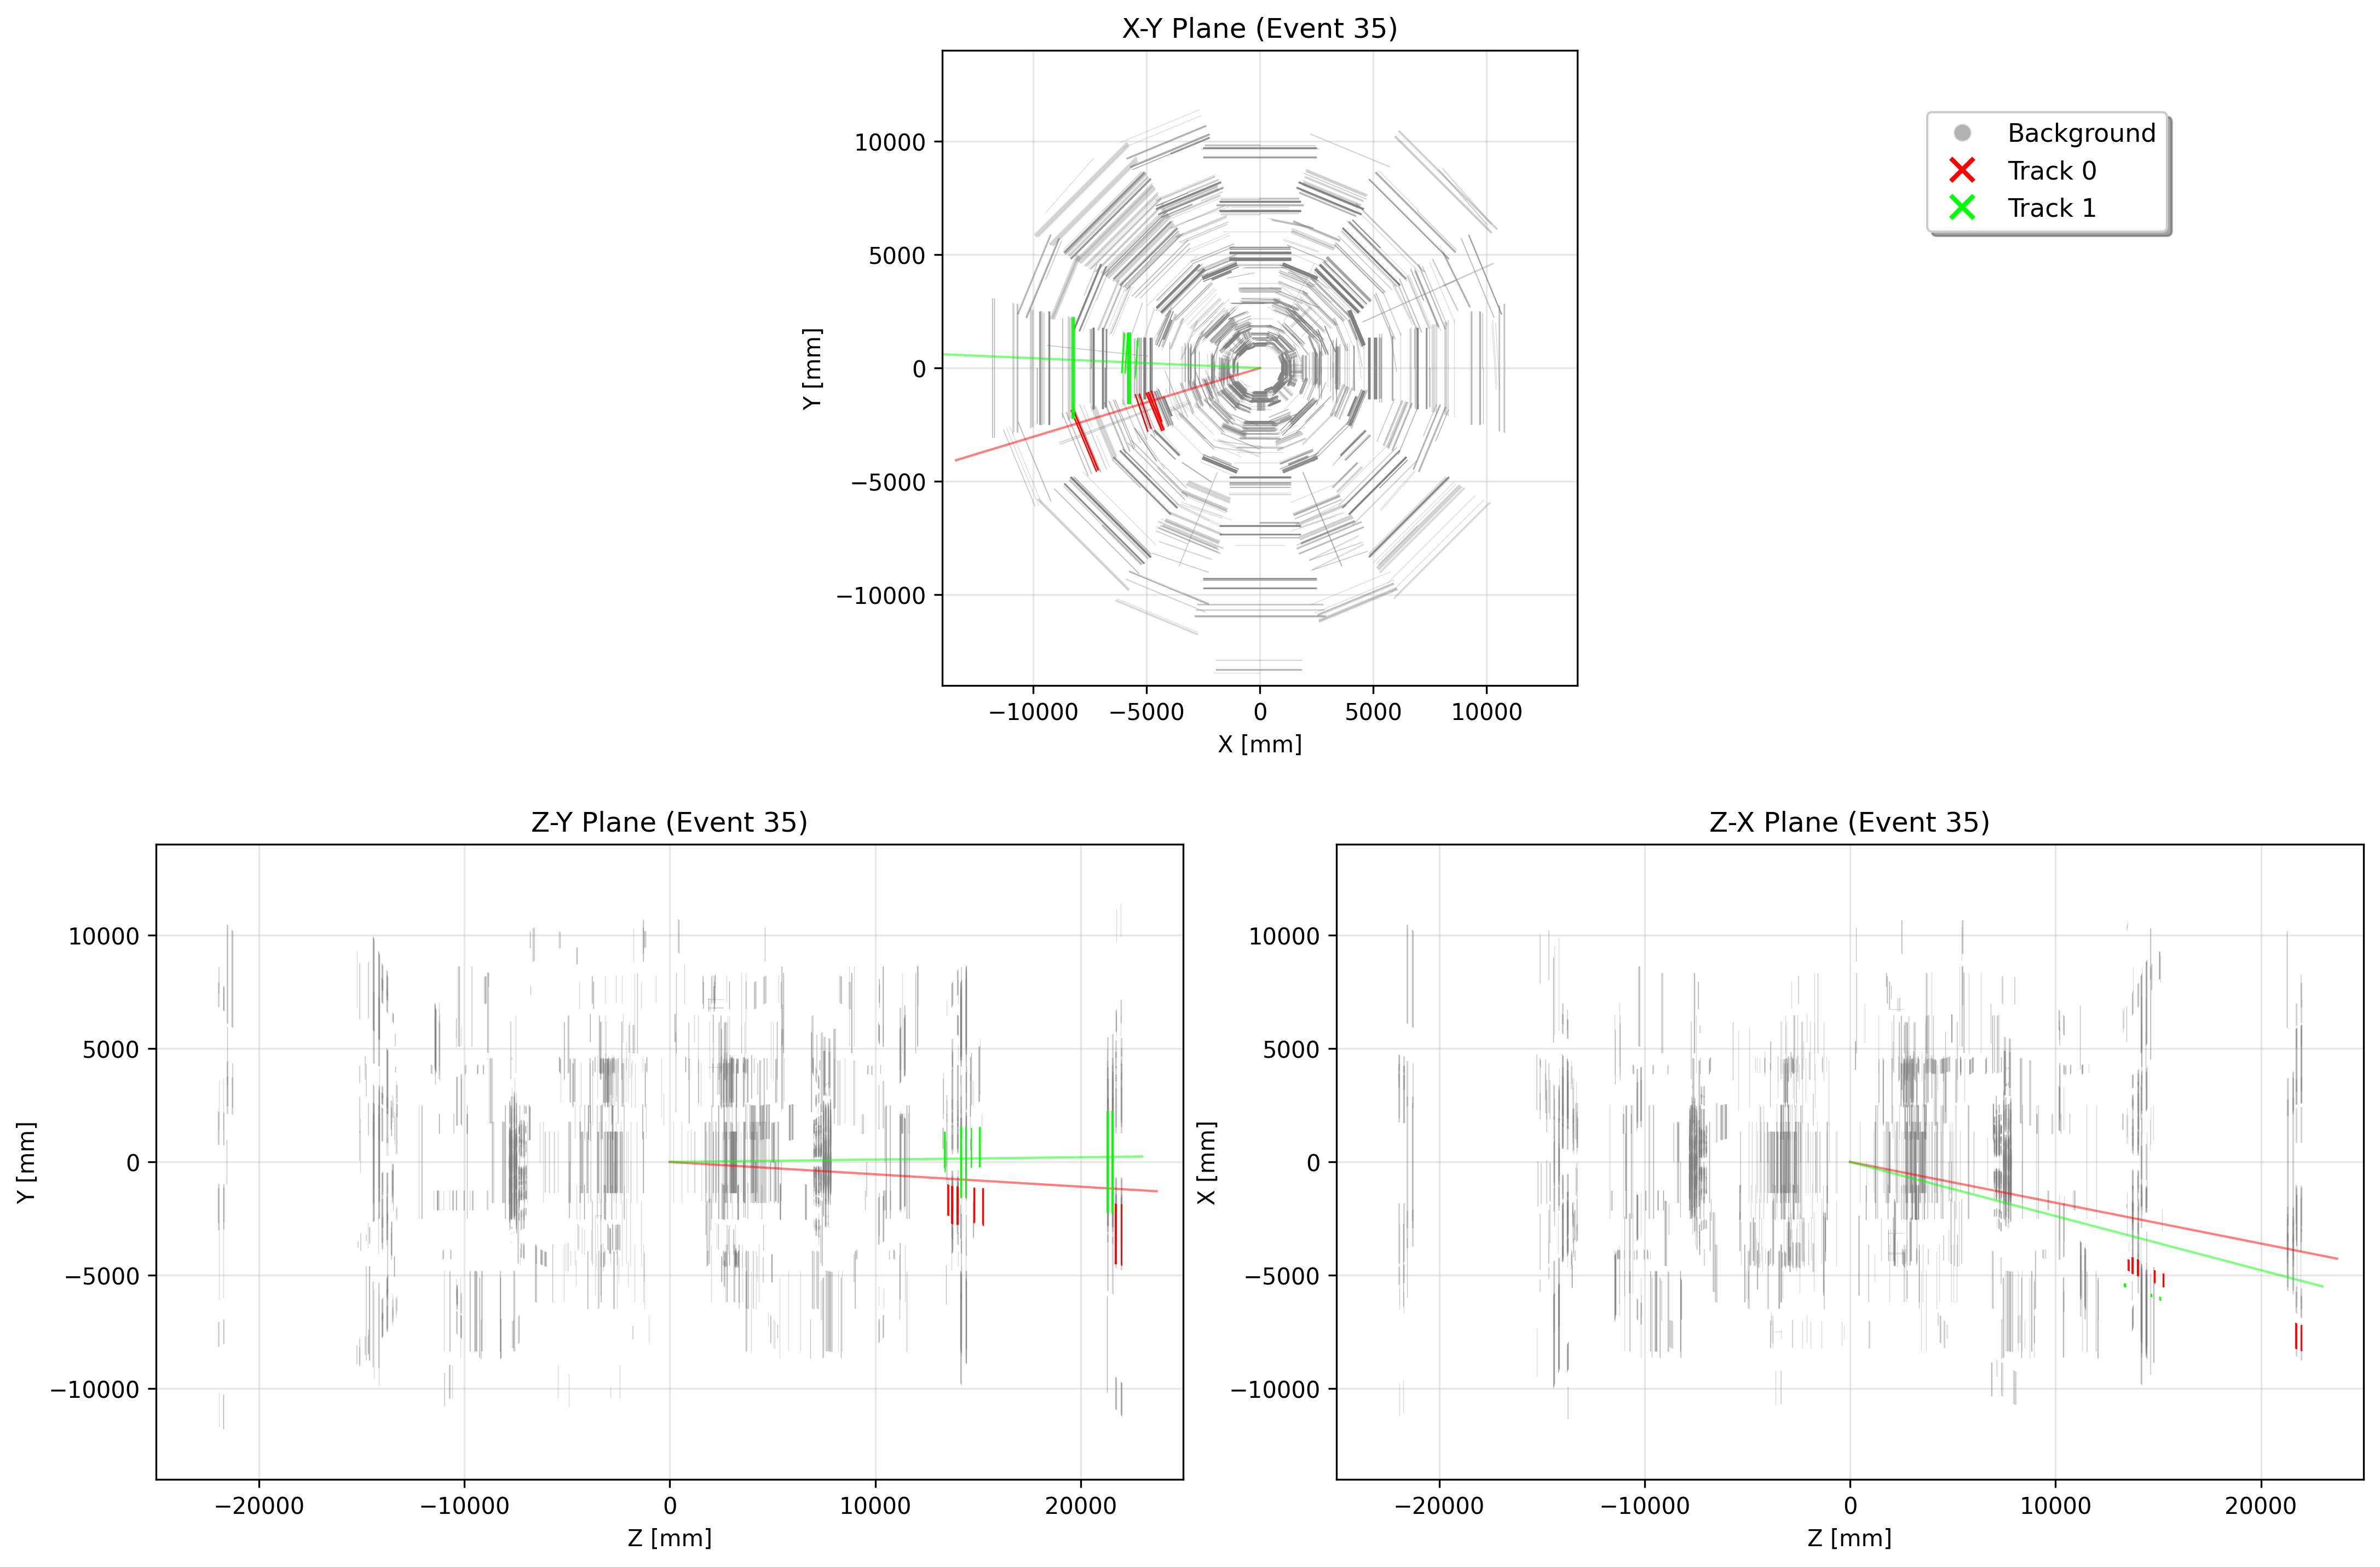 X-Y Plane (Event 35)
Background
Track 0
Track 1
10000
5000
0
−5000
−10000
Y [mm]
−10000 −5000 0 5000 10000
X [mm]
Z-Y Plane (Event 35)
10000
5000
0
−5000
−10000
Y [mm]
−20000 −10000 0 10000 20000
Z [mm]
Z-X Plane (Event 35)
10000
5000
0
−5000
−10000
X [mm]
−20000 −10000 0 10000 20000
Z [mm]